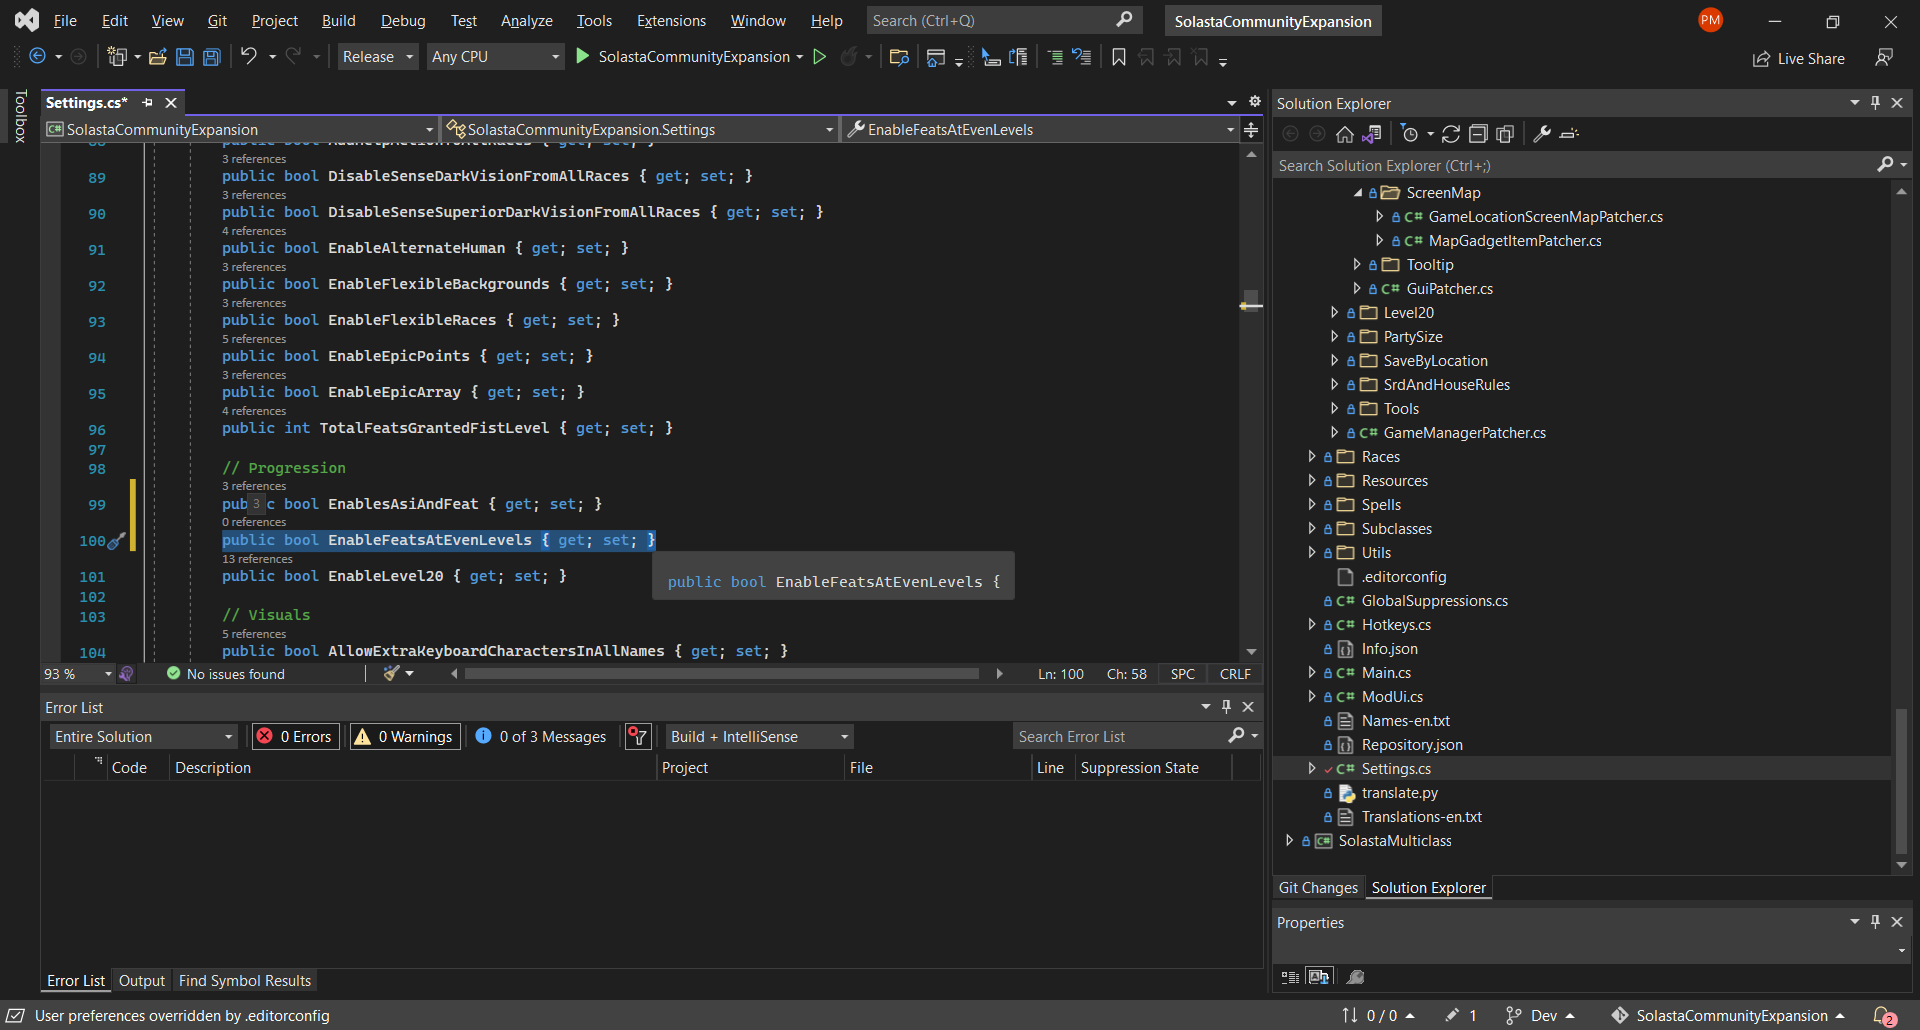 File Edit View Git Project Build Debug Test Analyze Tools Extensions Window Help Search (Ctrl+Q) SolastaCommunityExpansion PM
Release Any CPU SolastaCommunityExpansion Live Share
Toolbox
Settings.cs*
SolastaCommunityExpansion SolastaCommunityExpansion.Settings EnableFeatsAtEvenLevels
3 references
89 public bool DisableSenseDarkVisionFromAllRaces { get; set; }
3 references
90 public bool DisableSenseSuperiorDarkVisionFromAllRaces { get; set; }
4 references
91 public bool EnableAlternateHuman { get; set; }
3 references
92 public bool EnableFlexibleBackgrounds { get; set; }
3 references
93 public bool EnableFlexibleRaces { get; set; }
5 references
94 public bool EnableEpicPoints { get; set; }
3 references
95 public bool EnableEpicArray { get; set; }
4 references
96 public int TotalFeatsGrantedFistLevel { get; set; }
97
98 // Progression
3 references
99 pub 3 c bool EnablesAsiAndFeat { get; set; }
0 references
100 public bool EnableFeatsAtEvenLevels { get; set; }
13 references
public bool EnableFeatsAtEvenLevels {
101 public bool EnableLevel20 { get; set; }
102
103 // Visuals
5 references
104 public bool AllowExtraKeyboardCharactersInAllNames { get; set; }
93 % No issues found Ln: 100 Ch: 58 SPC CRLF
Error List
Entire Solution 0 Errors 0 Warnings 0 of 3 Messages Build + IntelliSense Search Error List
Code Description Project File Line Suppression State
Error List Output Find Symbol Results
Solution Explorer
Search Solution Explorer (Ctrl+;)
ScreenMap
C# GameLocationScreenMapPatcher.cs
C# MapGadgetItemPatcher.cs
Tooltip
C# GuiPatcher.cs
Level20
PartySize
SaveByLocation
SrdAndHouseRules
Tools
C# GameManagerPatcher.cs
Races
Resources
Spells
Subclasses
Utils
.editorconfig
C# GlobalSuppressions.cs
C# Hotkeys.cs
Info.json
C# Main.cs
C# ModUi.cs
Names-en.txt
Repository.json
C# Settings.cs
translate.py
Translations-en.txt
C# SolastaMulticlass
Git Changes Solution Explorer
Properties
User preferences overridden by .editorconfig 0 / 0 1 Dev SolastaCommunityExpansion 2